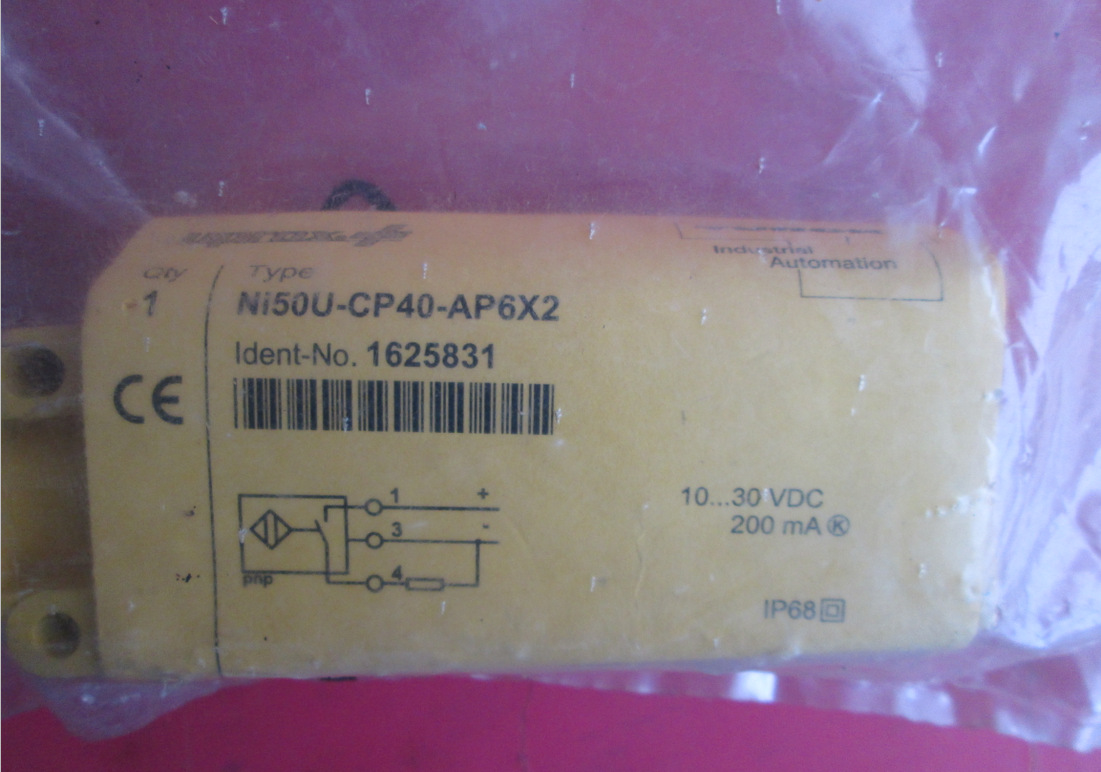 Industrial
Automation
Qty
Type
1
Ni50U-CP40-AP6X2
Ident-No. 1625831
CE
1 +
3 -
4
pnp
10...30 VDC
200 mA Ⓚ
IP68